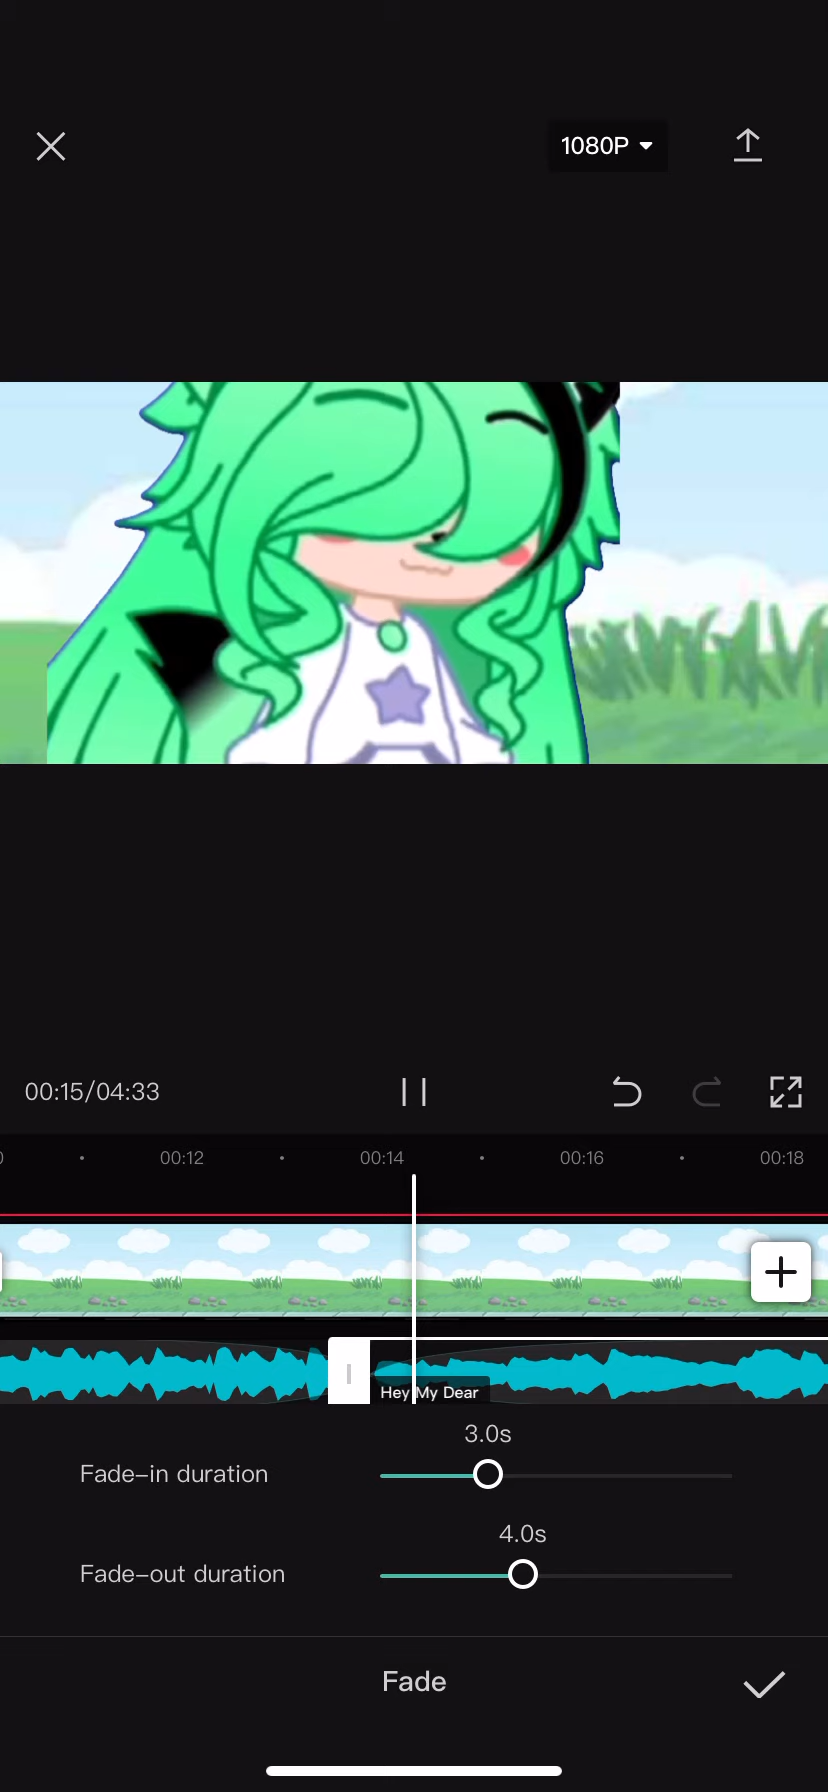 1080P
00:15/04:33
00:12
00:14
00:16
00:18
Hey My Dear
3.0s
Fade-in duration
4.0s
Fade-out duration
Fade